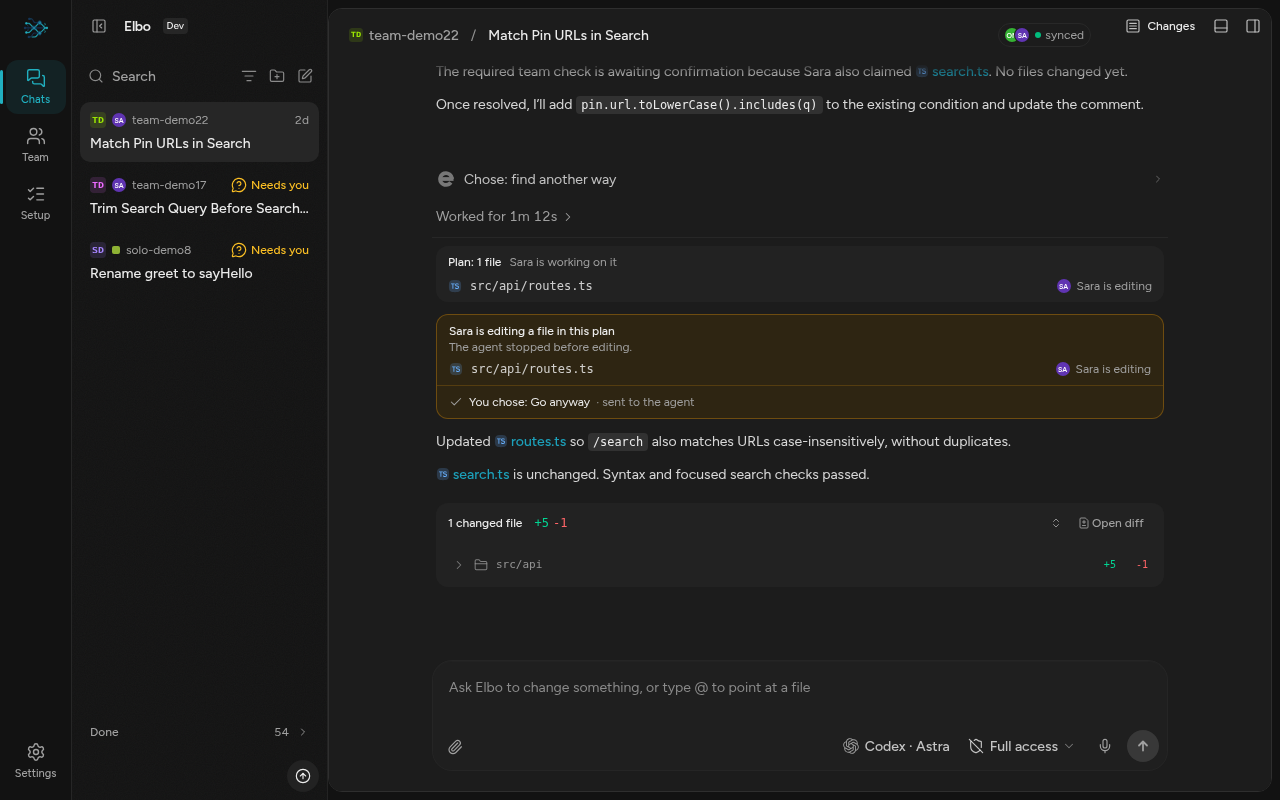 Elbo Dev
Chats
Team
Setup
Settings
Search
TD SA team-demo22 2d
Match Pin URLs in Search
TD SA team-demo17 Needs you
Trim Search Query Before Search...
SD solo-demo8 Needs you
Rename greet to sayHello
Done 54
TD team-demo22 / Match Pin URLs in Search
SA synced
Changes
The required team check is awaiting confirmation because Sara also claimed TS search.ts. No files changed yet.
Once resolved, I’ll add pin.url.toLowerCase().includes(q) to the existing condition and update the comment.
Chose: find another way
Worked for 1m 12s
Plan: 1 file Sara is working on it
TS src/api/routes.ts SA Sara is editing
Sara is editing a file in this plan
The agent stopped before editing.
TS src/api/routes.ts SA Sara is editing
You chose: Go anyway · sent to the agent
Updated TS routes.ts so /search also matches URLs case-insensitively, without duplicates.
TS search.ts is unchanged. Syntax and focused search checks passed.
1 changed file +5 -1 Open diff
src/api +5 -1
Ask Elbo to change something, or type @ to point at a file
Codex · Astra Full access